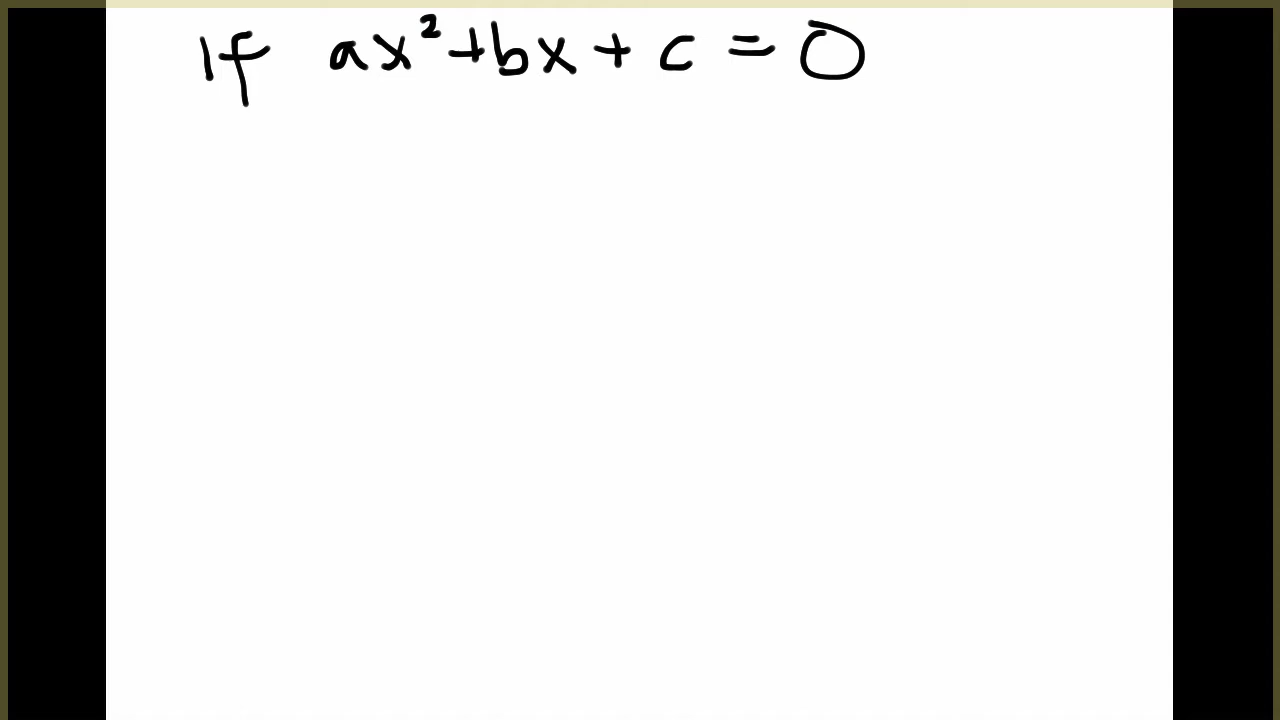 If ax²+bx + c = 0